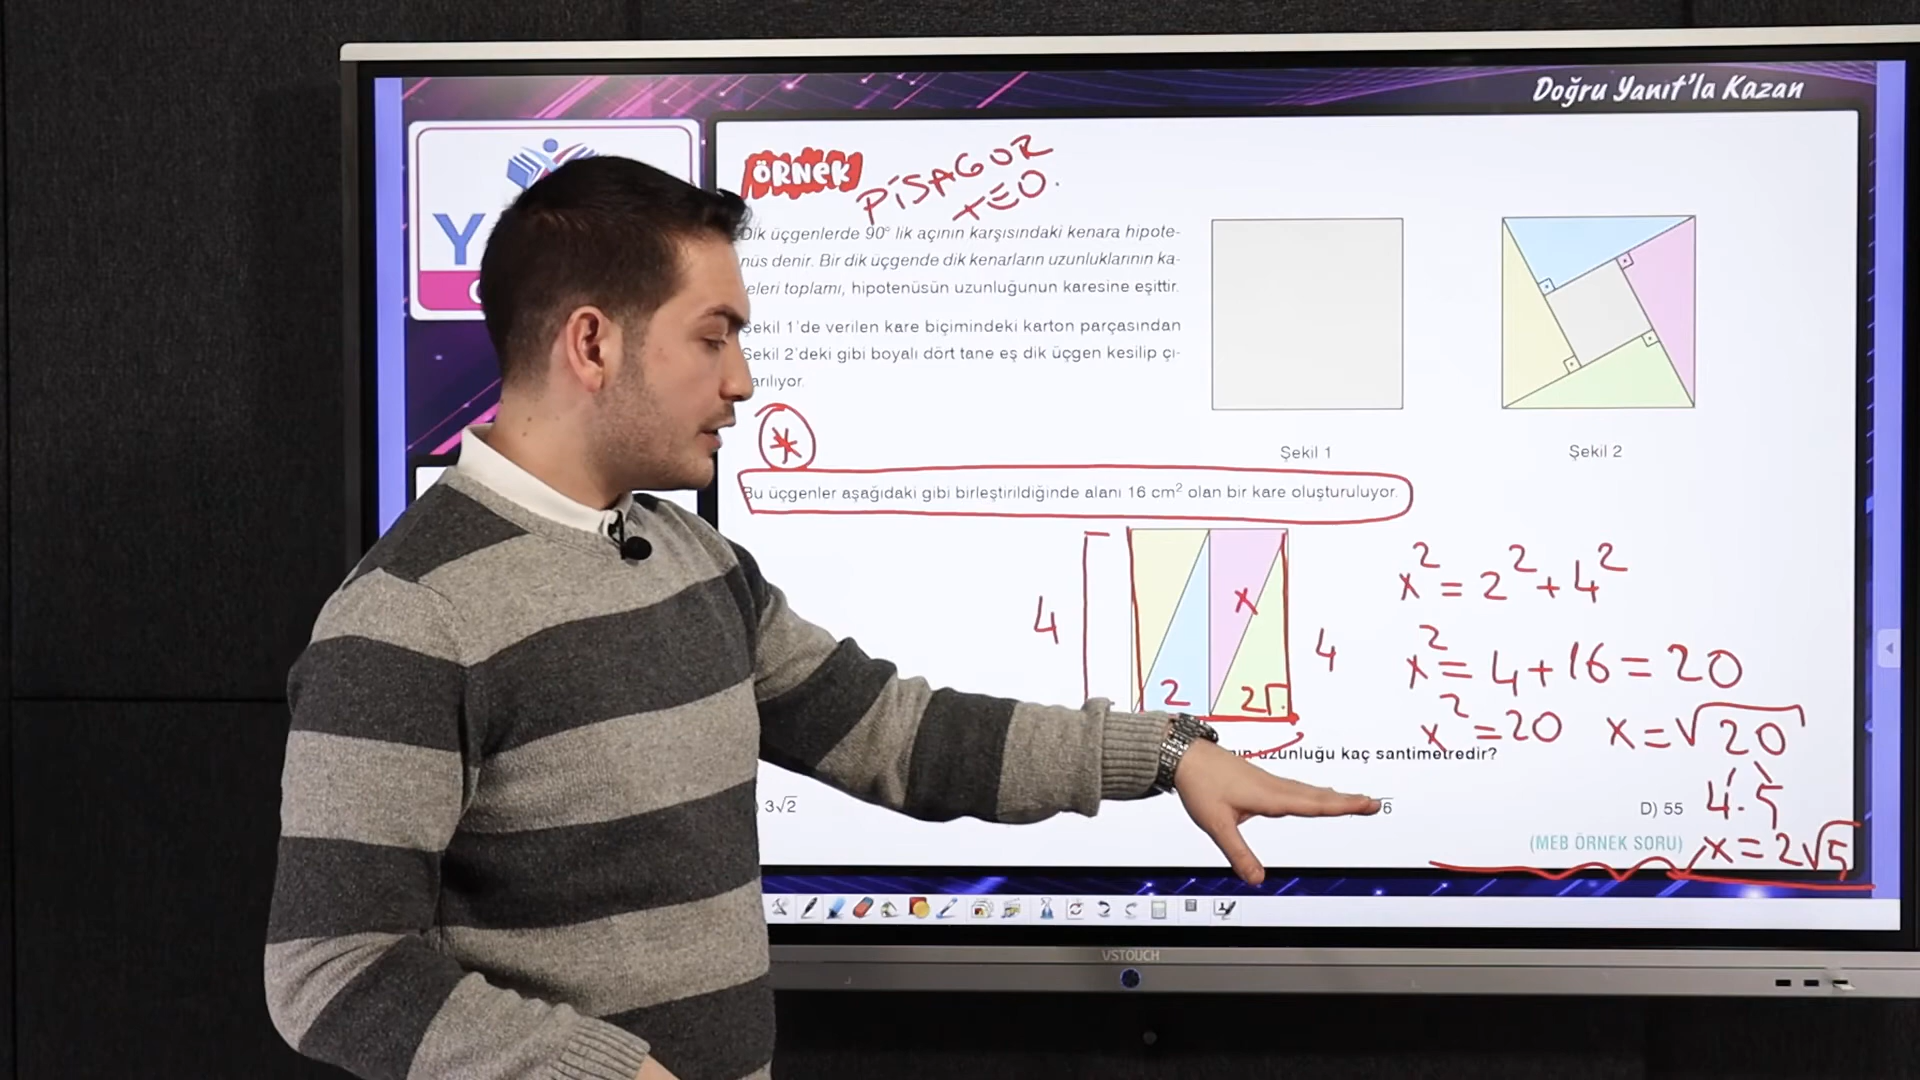 Doğru Yanıt'la Kazan
Y
ÖRNEK
PİSAGOR
TEO.
Dik üçgenlerde 90° lik açının karşısındaki kenara hipote-
nüs denir. Bir dik üçgende dik kenarların uzunluklarının ka-
releri toplamı, hipotenüsün uzunluğunun karesine eşittir.
Şekil 1'de verilen kare biçimindeki karton parçasından
Şekil 2'deki gibi boyalı dört tane eş dik üçgen kesilip çı-
arılıyor.
Şekil 1
Şekil 2
*
Bu üçgenler aşağıdaki gibi birleştirildiğinde alanı 16 cm² olan bir kare oluşturuluyor.
4
x
2
2
4
x² = 2² + 4²
x² = 4 + 16 = 20
x² = 20 x = √20
4.5
x = 2√5
uzunluğu kaç santimetredir?
3√2
√6
D) 55
(MEB ÖRNEK SORU)
VSTOUCH